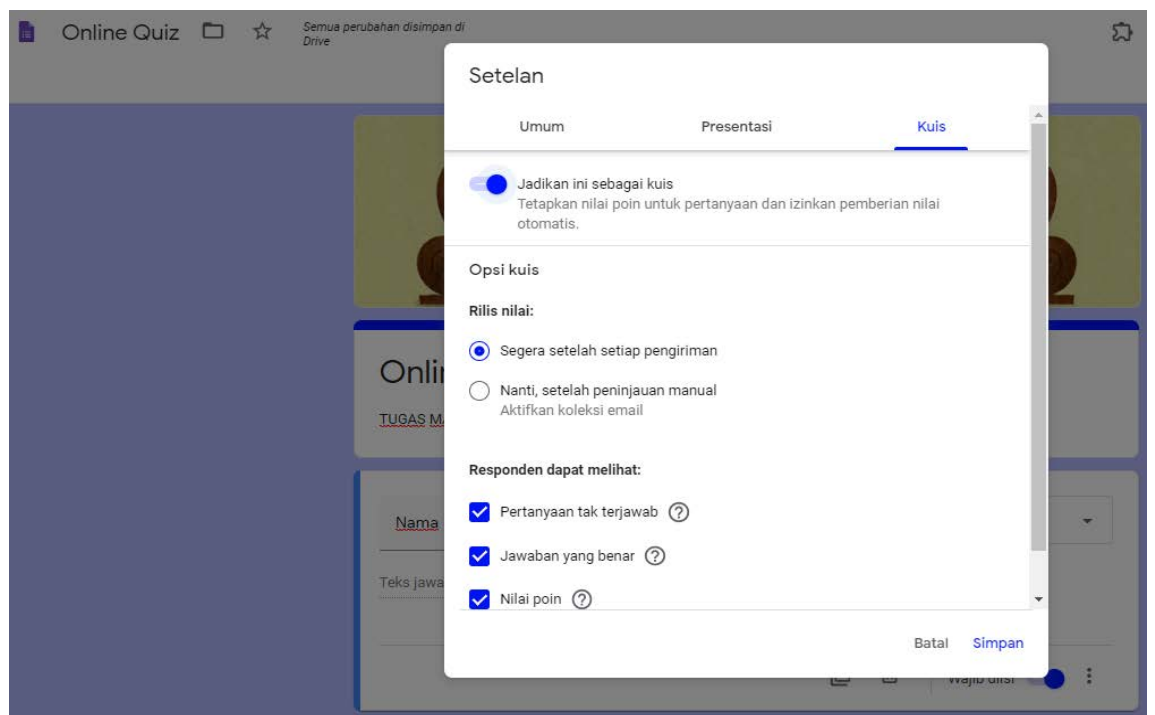 Online Quiz
Semua perubahan disimpan di
Drive
Setelan
Umum Presentasi Kuis
Jadikan ini sebagai kuis
Tetapkan nilai poin untuk pertanyaan dan izinkan pemberian nilai
otomatis.
Opsi kuis
Rilis nilai:
Segera setelah setiap pengiriman
Nanti, setelah peninjauan manual
Aktifkan koleksi email
Responden dapat melihat:
Pertanyaan tak terjawab
Jawaban yang benar
Nilai poin
Batal Simpan
TUGAS
Nama
Teks
Wajib diisi